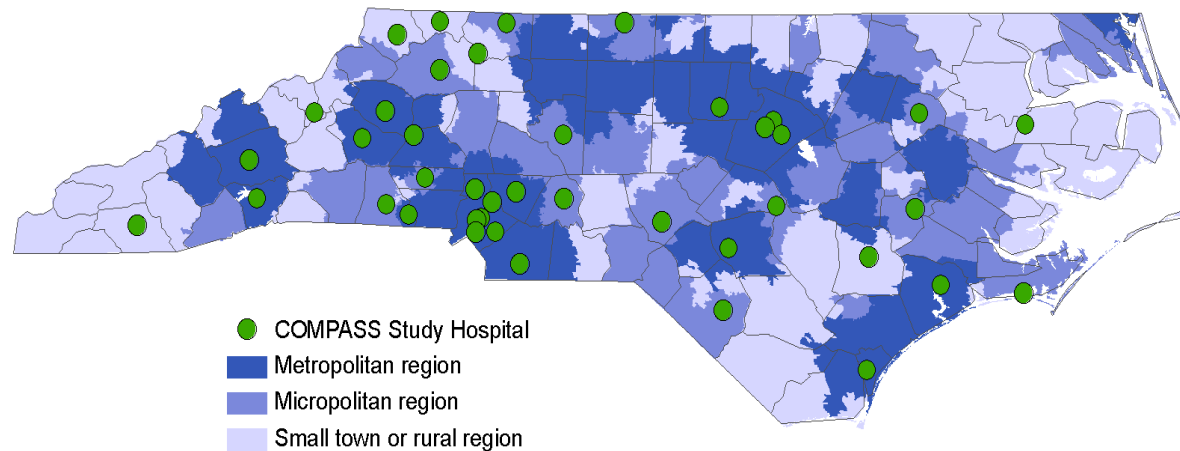 COMPASS Study Hospital
Metropolitan region
Micropolitan region
Small town or rural region